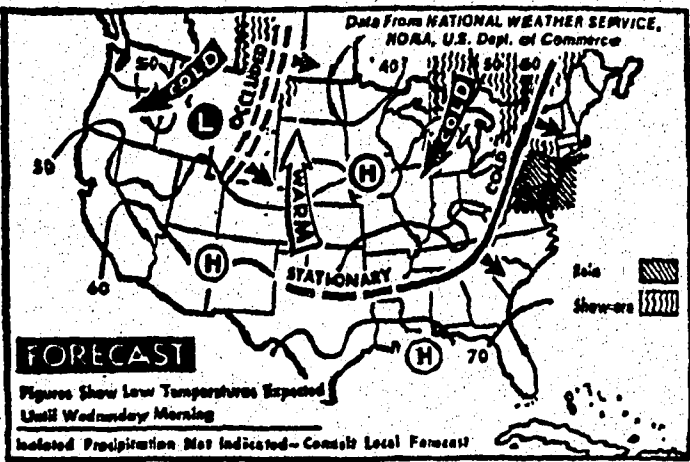 Data From NATIONAL WEATHER SERVICE,
NOAA, U.S. Dept. of Commerce
50
COLD
OCCLUDED
40
COLD
50
60
L
50
COLD
H
WARM
H
60
STATIONARY
Rain
Showers
H
70
FORECAST
Figures Show Low Temperatures Expected
Until Wednesday Morning
Isolated Precipitation Not Indicated - Consult Local Forecast